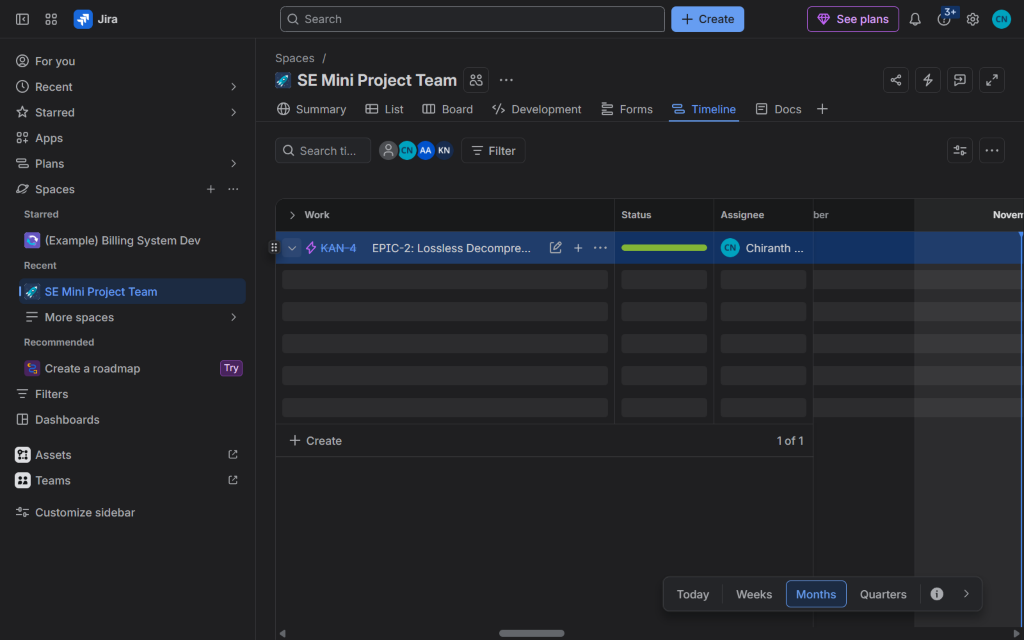 Jira
Search
Create
See plans
3+
CN
For you
Recent
Starred
Apps
Plans
Spaces
Starred
(Example) Billing System Dev
Recent
SE Mini Project Team
More spaces
Recommended
Create a roadmap
Try
Filters
Dashboards
Assets
Teams
Customize sidebar
Spaces /
SE Mini Project Team
Summary
List
Board
Development
Forms
Timeline
Docs
Search ti...
CN
AA
KN
Filter
Work
Status
Assignee
ber
Novem
KAN-4
EPIC-2: Lossless Decompre...
CN
Chiranth ...
Create
1 of 1
Today
Weeks
Months
Quarters